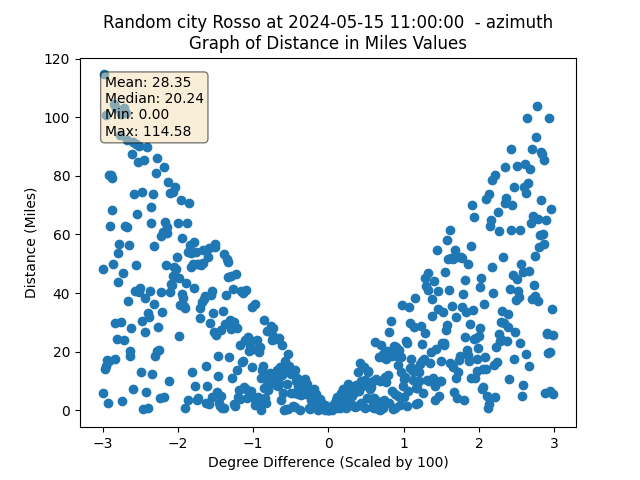 Random city Rosso at 2024-05-15 11:00:00 - azimuth
Graph of Distance in Miles Values
Mean: 28.35
Median: 20.24
Min: 0.00
Max: 114.58
120
100
80
60
40
20
0
Distance (Miles)
−3 −2 −1 0 1 2 3
Degree Difference (Scaled by 100)